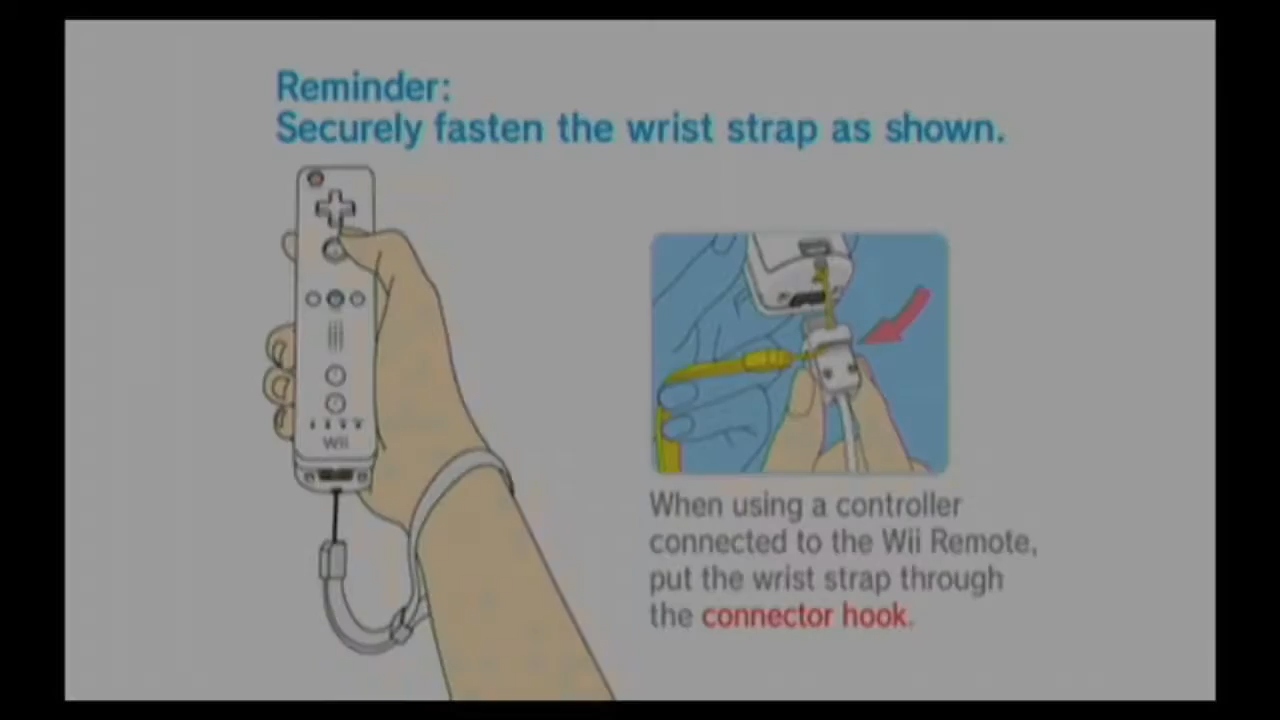 Reminder:
Securely fasten the wrist strap as shown.
Wii
When using a controller
connected to the Wii Remote,
put the wrist strap through
the connector hook.